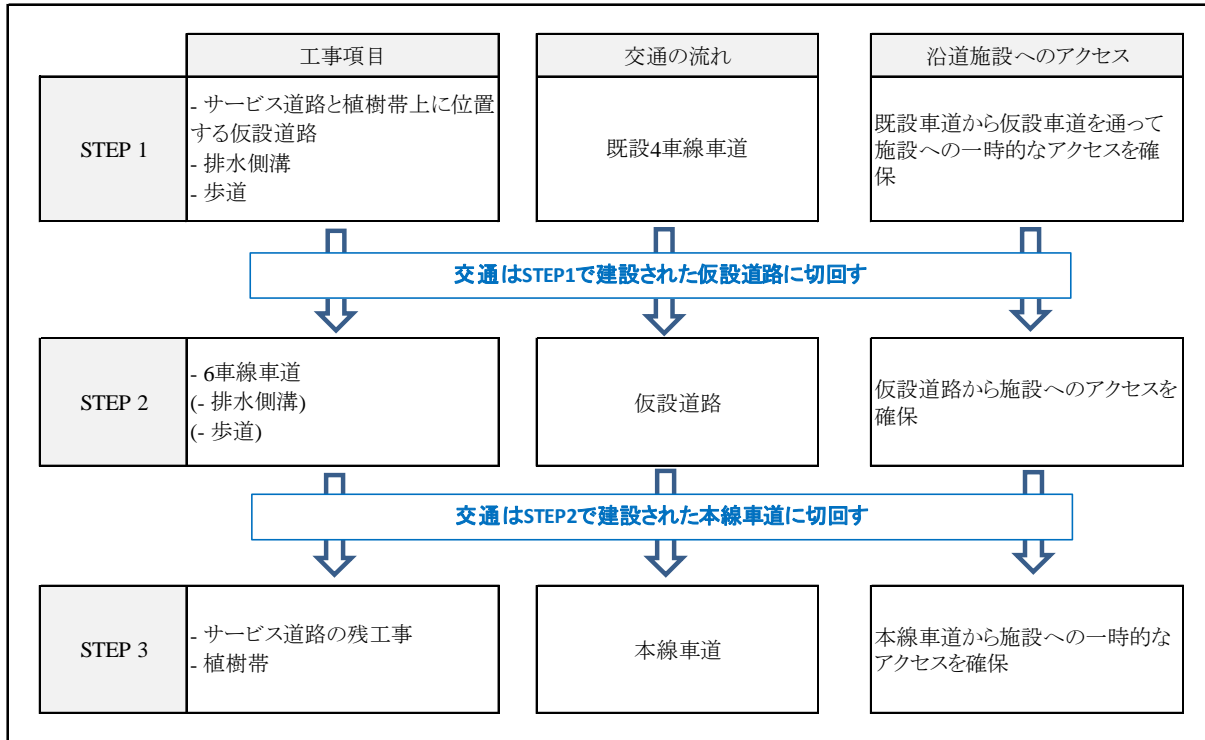 工事項目
交通の流れ
沿道施設へのアクセス
STEP 1
- サービス道路と植樹帯上に位置
する仮設道路
- 排水側溝
- 歩道
既設4車線車道
既設車道から仮設車道を通って
施設への一時的なアクセスを確
保
交通はSTEP1で建設された仮設道路に切回す
STEP 2
- 6車線車道
(- 排水側溝)
(- 歩道)
仮設道路
仮設道路から施設へのアクセスを
確保
交通はSTEP2で建設された本線車道に切回す
STEP 3
- サービス道路の残工事
- 植樹帯
本線車道
本線車道から施設への一時的な
アクセスを確保